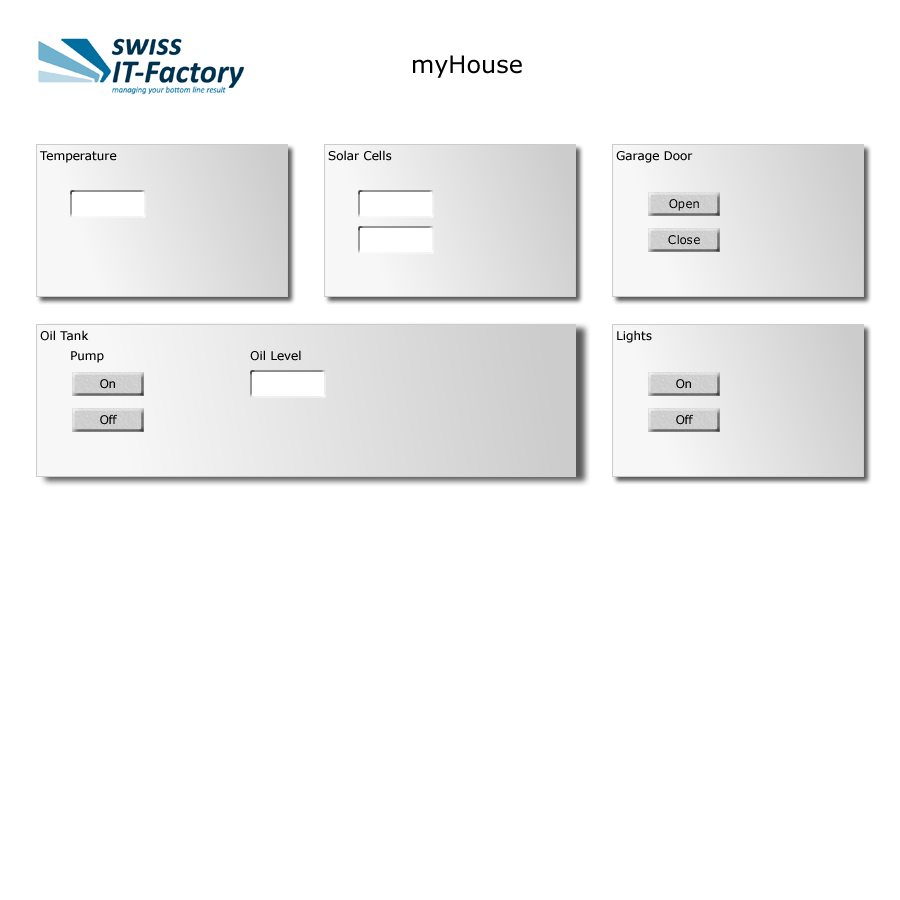 SWISS
IT-Factory
managing your bottom line result
myHouse
Temperature
Solar Cells
Garage Door
Open
Close
Oil Tank
Pump
Oil Level
On
Off
Lights
On
Off